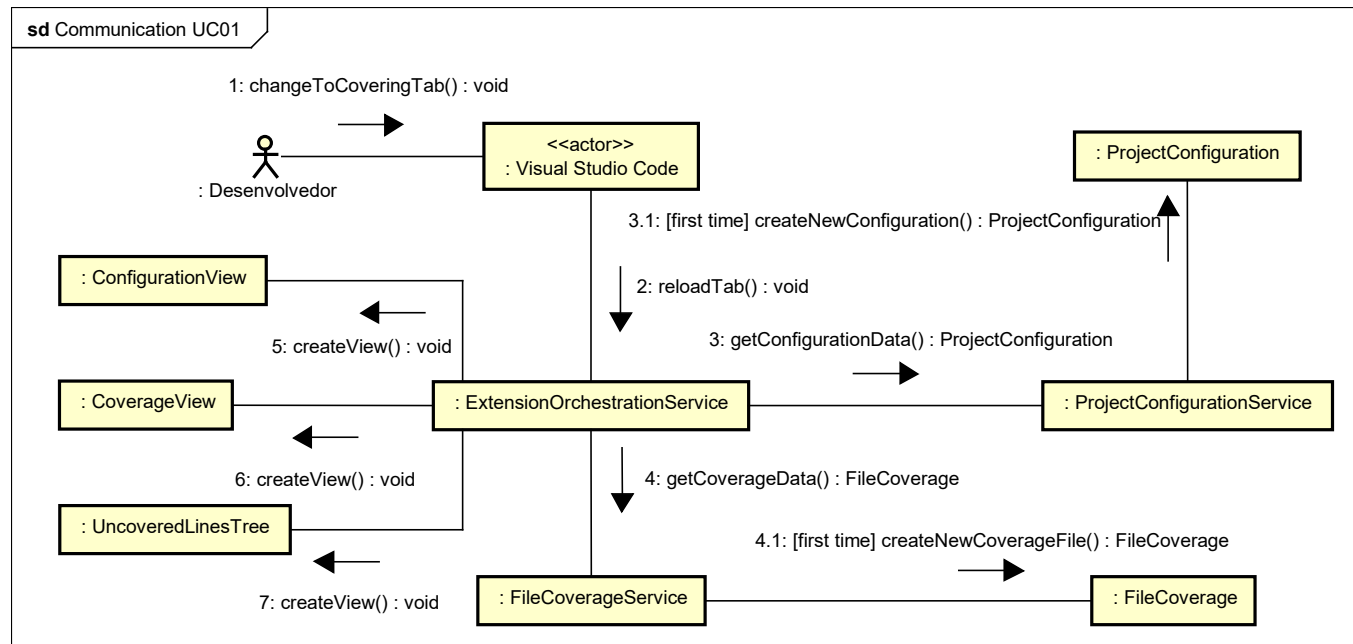 sd Communication UC01
1: changeToCoveringTab() : void
<<actor>>
: Visual Studio Code
: ProjectConfiguration
: Desenvolvedor
3.1: [first time] createNewConfiguration() : ProjectConfiguration
: ConfigurationView
2: reloadTab() : void
5: createView() : void
3: getConfigurationData() : ProjectConfiguration
: CoverageView
: ExtensionOrchestrationService
: ProjectConfigurationService
6: createView() : void
4: getCoverageData() : FileCoverage
: UncoveredLinesTree
4.1: [first time] createNewCoverageFile() : FileCoverage
7: createView() : void
: FileCoverageService
: FileCoverage